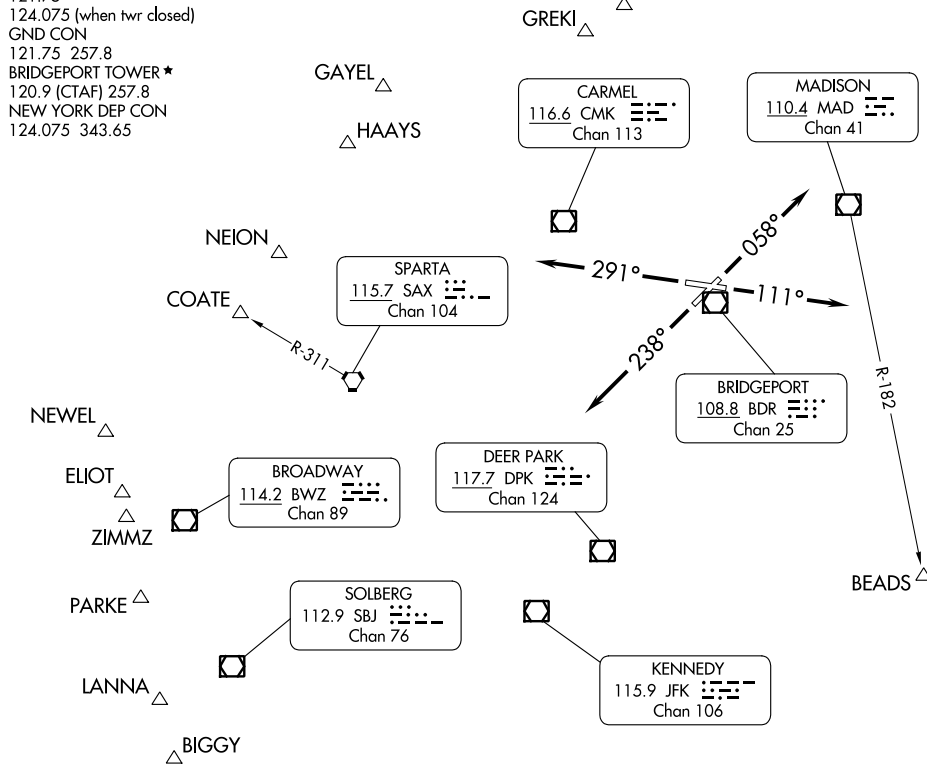 124.075 (when twr closed)
GND CON
121.75 257.8
BRIDGEPORT TOWER ★
120.9 (CTAF) 257.8
NEW YORK DEP CON
124.075 343.65
GREKI
GAYEL
HAAYS
CARMEL
116.6 CMK
Chan 113
MADISON
110.4 MAD
Chan 41
NEION
COATE
SPARTA
115.7 SAX
Chan 104
R-311
291°
058°
111°
238°
BRIDGEPORT
108.8 BDR
Chan 25
R-182
NEWEL
ELIOT
ZIMMZ
BROADWAY
114.2 BWZ
Chan 89
DEER PARK
117.7 DPK
Chan 124
BEADS
PARKE
SOLBERG
112.9 SBJ
Chan 76
LANNA
KENNEDY
115.9 JFK
Chan 106
BIGGY